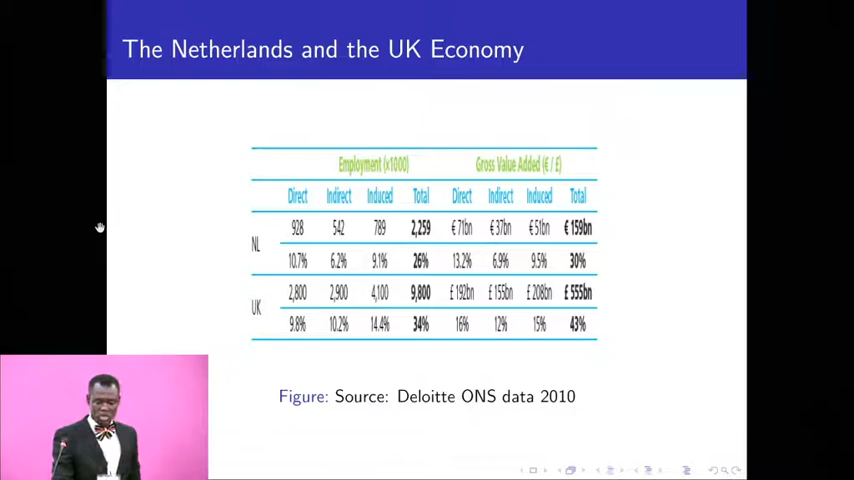 The Netherlands and the UK Economy
Employment (x1000) Gross Value Added (€ / £)
Direct Indirect Induced Total Direct Indirect Induced Total
NL
928 542 789 2,259 € 71bn € 37bn € 51bn € 159bn
10.7% 6.2% 9.1% 26% 13.2% 6.9% 9.5% 30%
UK
2,800 2,900 4,100 9,800 £ 192bn £ 155bn £ 208bn £ 555bn
9.8% 10.2% 14.4% 34% 16% 12% 15% 43%
Figure: Source: Deloitte ONS data 2010